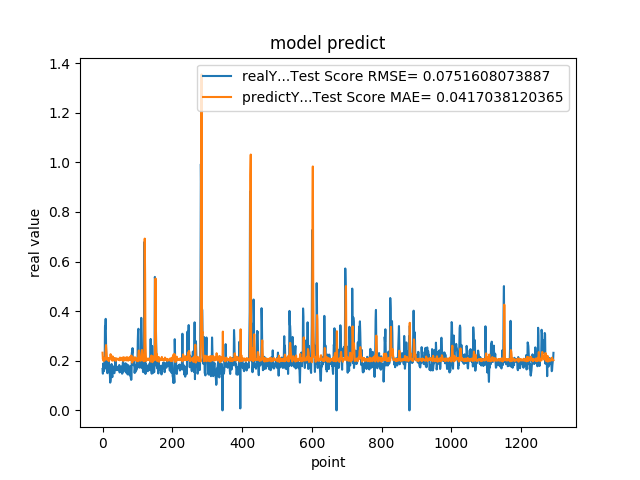 model predict
realY...Test Score RMSE= 0.0751608073887
predictY...Test Score MAE= 0.0417038120365
1.4
1.2
1.0
0.8
0.6
0.4
0.2
0.0
real value
0 200 400 600 800 1000 1200
point